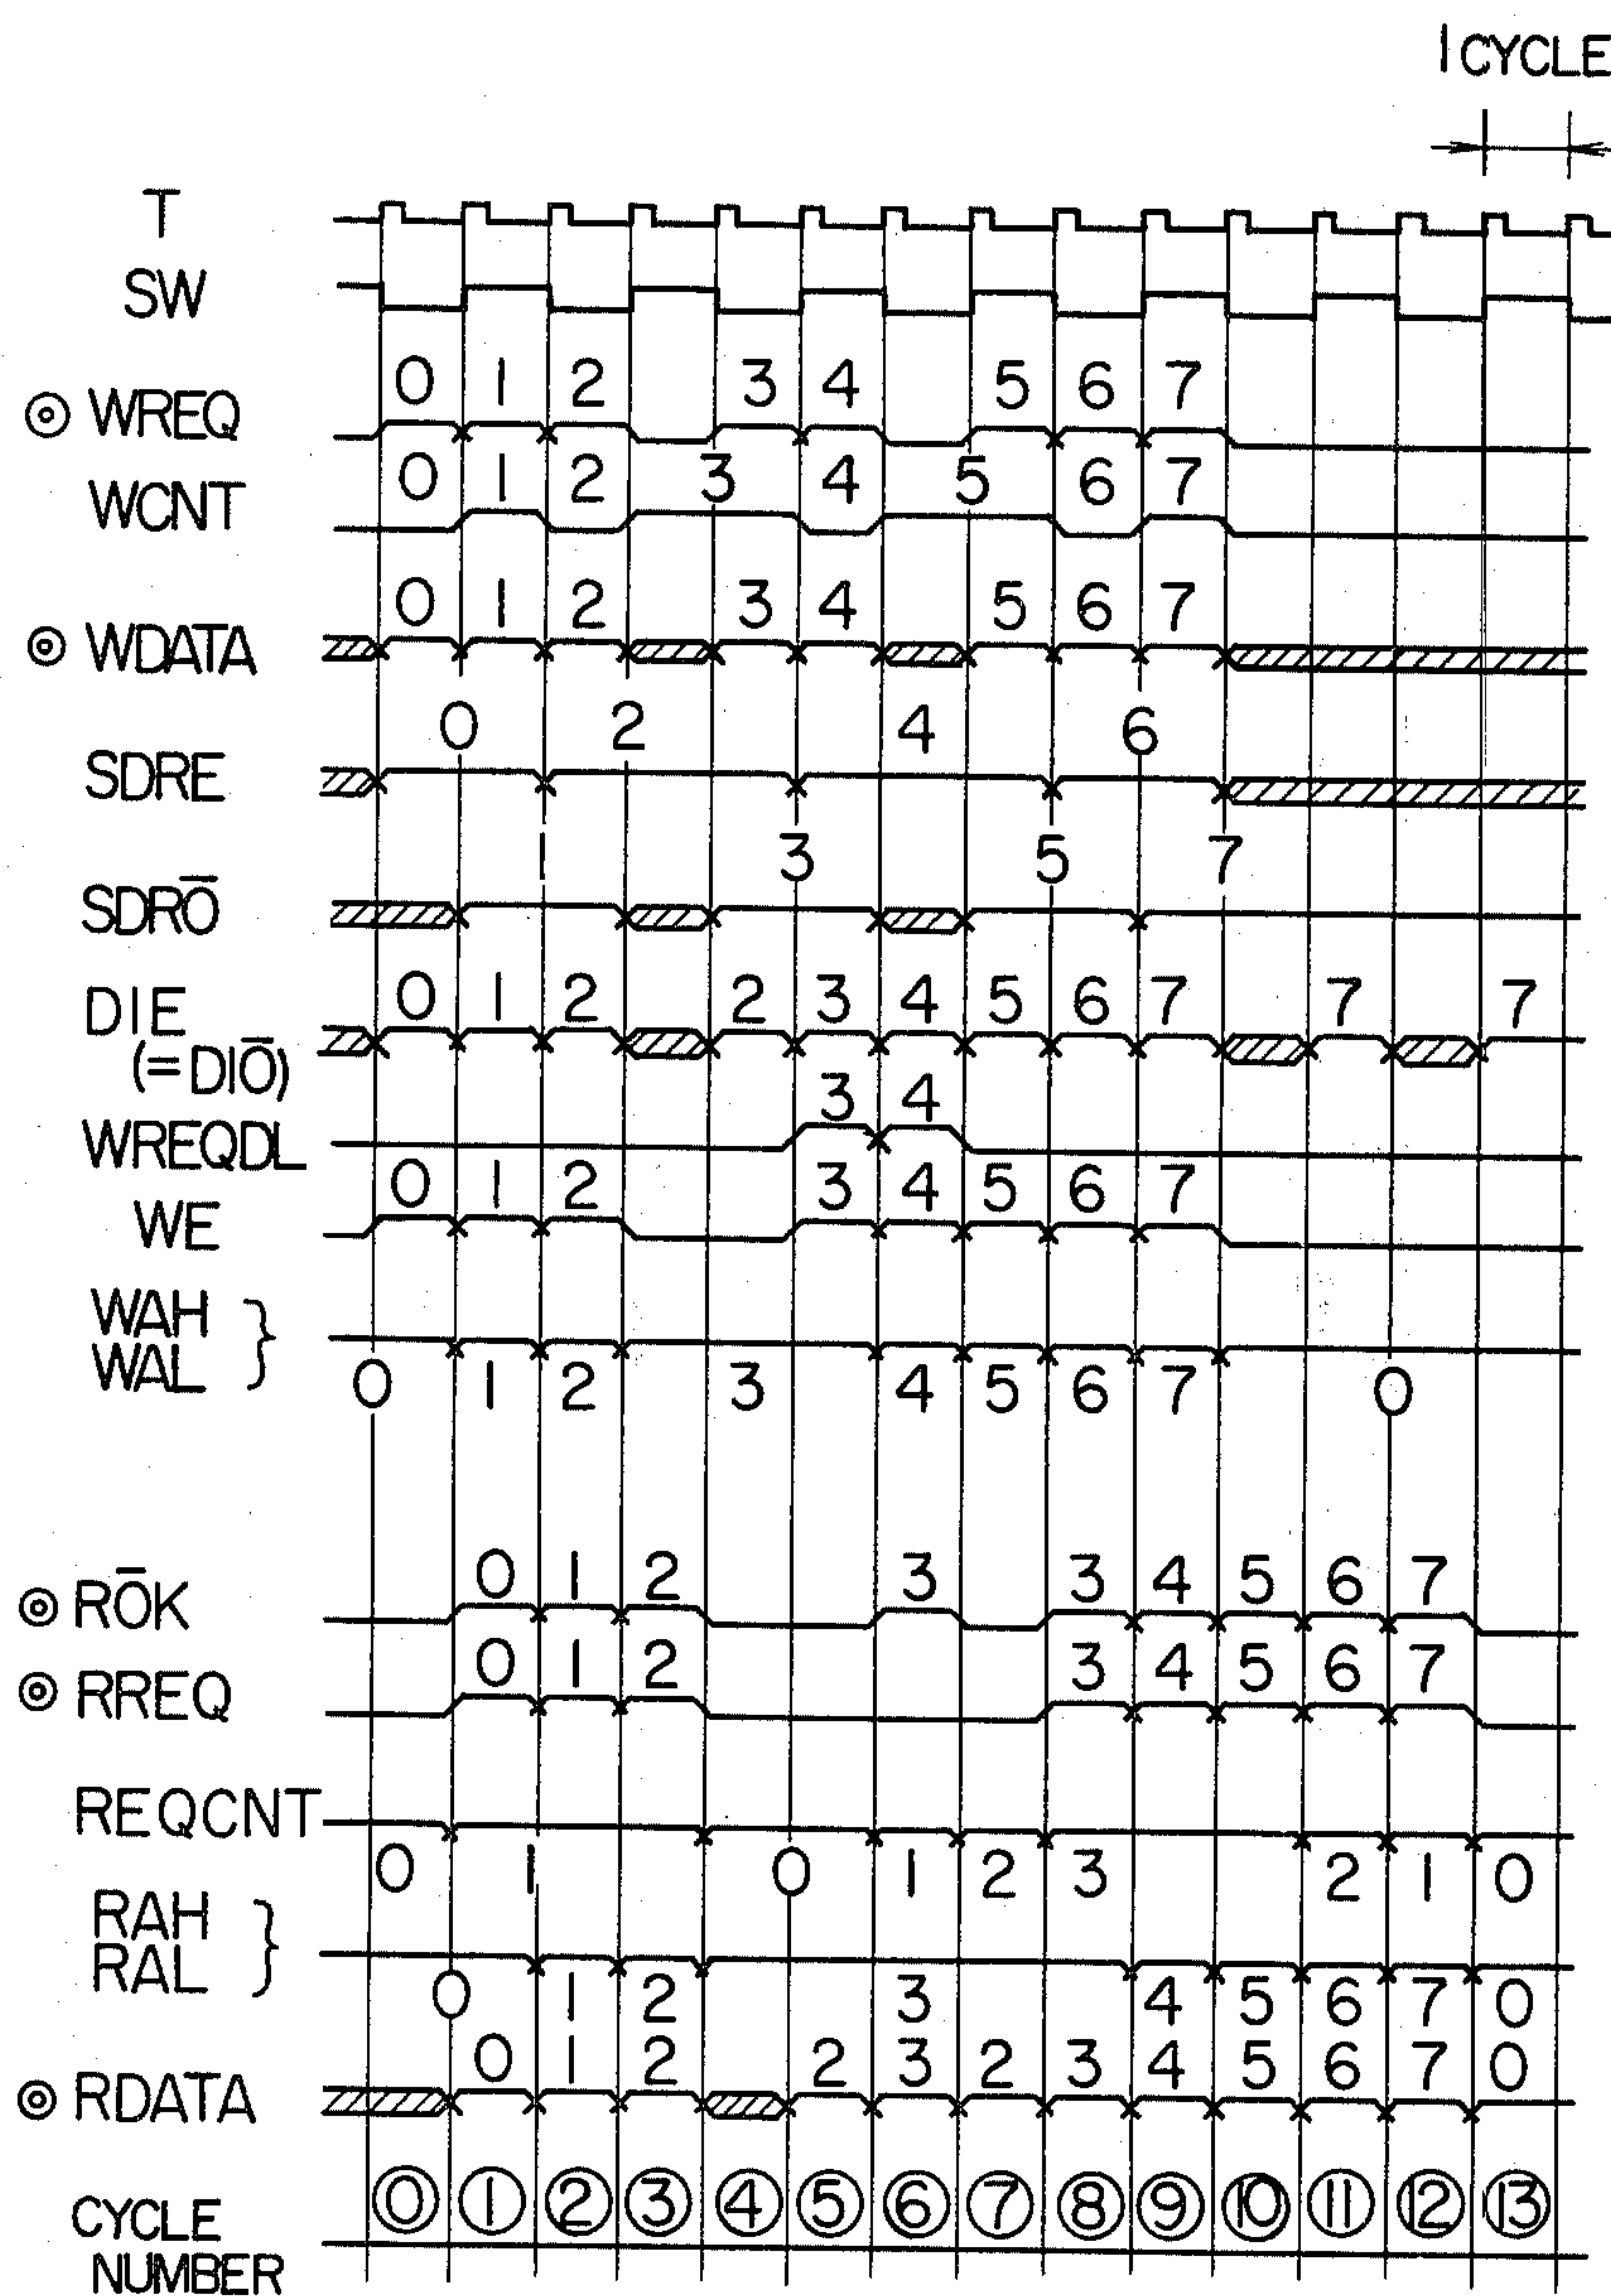 1 CYCLE
T
SW
0 1 2 3 4 5 6 7
◎ WREQ
0 1 2 3 4 5 6 7
WCNT
0 1 2 3 4 5 6 7
◎ WDATA
0 2 4 6
SDRE
1 3 5 7
SDRŌ
0 1 2 2 3 4 5 6 7 7 7
DIE
(=DIŌ)
3 4
WREQDL
0 1 2 3 4 5 6 7
WE
WAH
WAL }
0 1 2 3 4 5 6 7 0
0 1 2 3 3 4 5 6 7
◎ RŌK
0 1 2 3 4 5 6 7
◎ RREQ
REQCNT
0 1 0 1 2 3 2 1 0
RAH
RAL }
0 1 2 3 4 5 6 7 0
0 1 2 2 3 2 3 4 5 6 7 0
◎ RDATA
⓪ ① ② ③ ④ ⑤ ⑥ ⑦ ⑧ ⑨ ⑩ ⑪ ⑫ ⑬
CYCLE
NUMBER